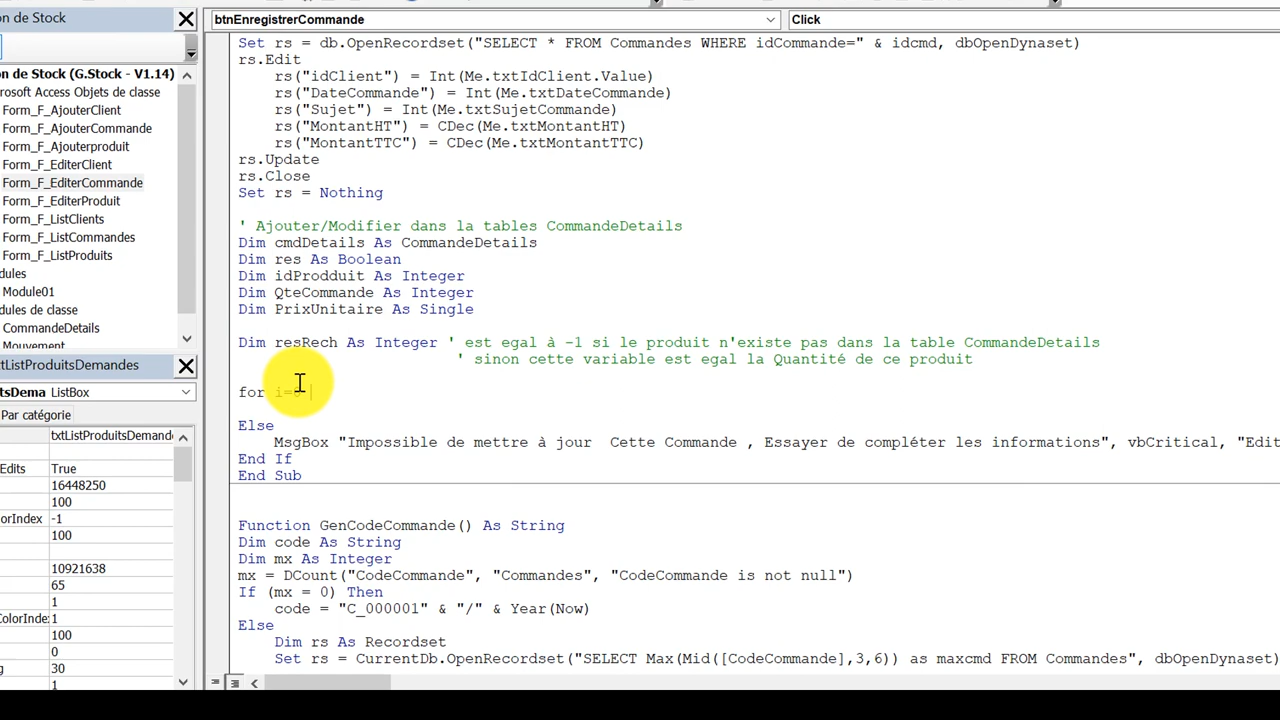 on de Stock
btnEnregistrerCommande
Click
on de Stock (G.Stock - V1.14)
rosoft Access Objets de classe
Form_F_AjouterClient
Form_F_AjouterCommande
Form_F_Ajouterproduit
Form_F_EditerClient
Form_F_EditerCommande
Form_F_EditerProduit
Form_F_ListClients
Form_F_ListCommandes
Form_F_ListProduits
dules
Module01
dules de classe
CommandeDetails
Mouvement
tListProduitsDemandes
tsDema ListBox
Par catégorie
txtListProduitsDemand
Edits True
16448250
100
orIndex -1
100
10921638
65
1
ColorInde: 1
100
0
g 30
1
Set rs = db.OpenRecordset("SELECT * FROM Commandes WHERE idCommande=" & idcmd, dbOpenDynaset)
rs.Edit
rs("idClient") = Int(Me.txtIdClient.Value)
rs("DateCommande") = Int(Me.txtDateCommande)
rs("Sujet") = Int(Me.txtSujetCommande)
rs("MontantHT") = CDec(Me.txtMontantHT)
rs("MontantTTC") = CDec(Me.txtMontantTTC)
rs.Update
rs.Close
Set rs = Nothing
' Ajouter/Modifier dans la tables CommandeDetails
Dim cmdDetails As CommandeDetails
Dim res As Boolean
Dim idProdduit As Integer
Dim QteCommande As Integer
Dim PrixUnitaire As Single
Dim resRech As Integer ' est egal à -1 si le produit n'existe pas dans la table CommandeDetails
' sinon cette variable est egal la Quantité de ce produit
for i=0
Else
MsgBox "Impossible de mettre à jour  Cette Commande , Essayer de compléter les informations", vbCritical, "Edit
End If
End Sub
Function GenCodeCommande() As String
Dim code As String
Dim mx As Integer
mx = DCount("CodeCommande", "Commandes", "CodeCommande is not null")
If (mx = 0) Then
code = "C_000001" & "/" & Year(Now)
Else
Dim rs As Recordset
Set rs = CurrentDb.OpenRecordset("SELECT Max(Mid([CodeCommande],3,6)) as maxcmd FROM Commandes", dbOpenDynaset)